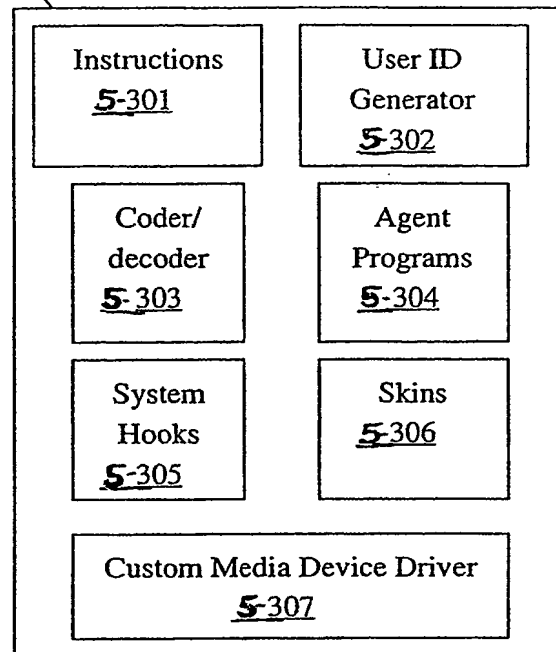 Instructions
5-301
User ID
Generator
5-302
Coder/
decoder
5-303
Agent
Programs
5-304
System
Hooks
5-305
Skins
5-306
Custom Media Device Driver
5-307